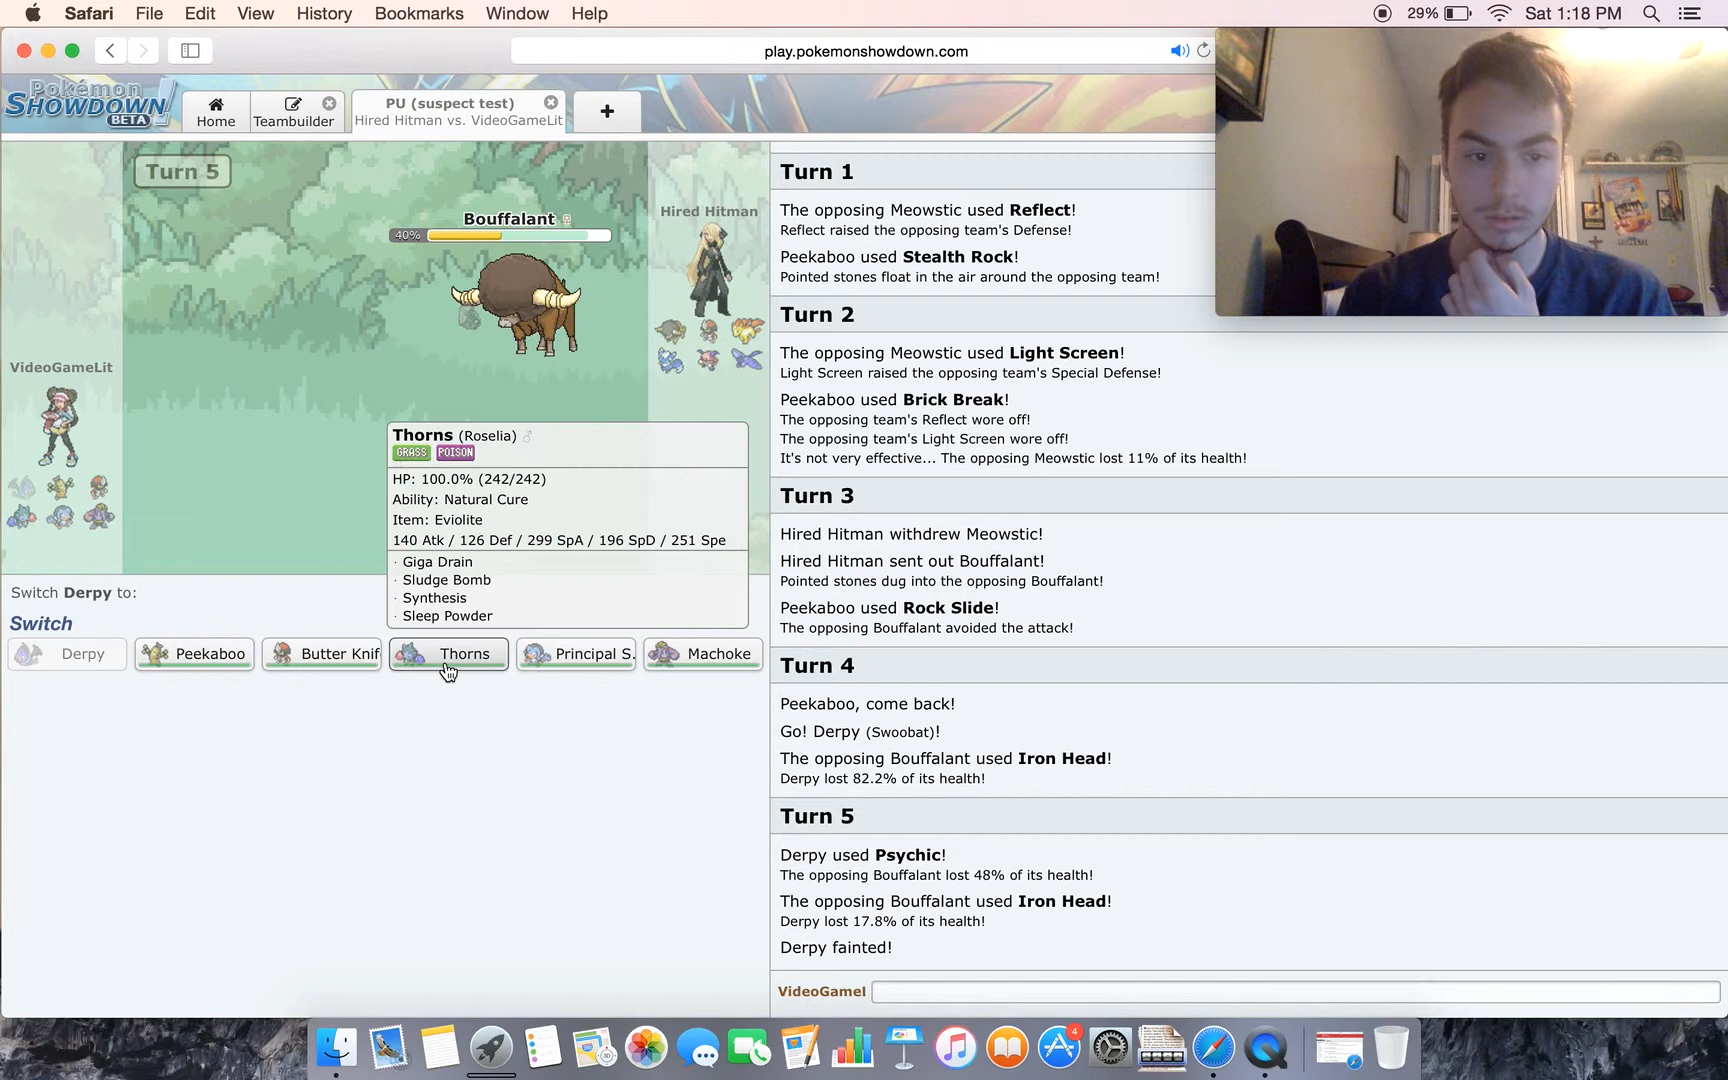 Safari File Edit View History Bookmarks Window Help 29% Sat 1:18 PM
play.pokemonshowdown.com
Pokémon
SHOWDOWN!
BETA
Home
Teambuilder
PU (suspect test)
Hired Hitman vs. VideoGameLit
+
Turn 5
Bouffalant
40%
Hired Hitman
VideoGameLit
Thorns (Roselia) ♂
GRASS POISON
HP: 100.0% (242/242)
Ability: Natural Cure
Item: Eviolite
140 Atk / 126 Def / 299 SpA / 196 SpD / 251 Spe
· Giga Drain
· Sludge Bomb
· Synthesis
· Sleep Powder
Switch Derpy to:
Switch
Derpy Peekaboo Butter Knif Thorns Principal S. Machoke
Turn 1
The opposing Meowstic used Reflect!
Reflect raised the opposing team's Defense!
Peekaboo used Stealth Rock!
Pointed stones float in the air around the opposing team!
Turn 2
The opposing Meowstic used Light Screen!
Light Screen raised the opposing team's Special Defense!
Peekaboo used Brick Break!
The opposing team's Reflect wore off!
The opposing team's Light Screen wore off!
It's not very effective... The opposing Meowstic lost 11% of its health!
Turn 3
Hired Hitman withdrew Meowstic!
Hired Hitman sent out Bouffalant!
Pointed stones dug into the opposing Bouffalant!
Peekaboo used Rock Slide!
The opposing Bouffalant avoided the attack!
Turn 4
Peekaboo, come back!
Go! Derpy (Swoobat)!
The opposing Bouffalant used Iron Head!
Derpy lost 82.2% of its health!
Turn 5
Derpy used Psychic!
The opposing Bouffalant lost 48% of its health!
The opposing Bouffalant used Iron Head!
Derpy lost 17.8% of its health!
Derpy fainted!
VideoGameI
4